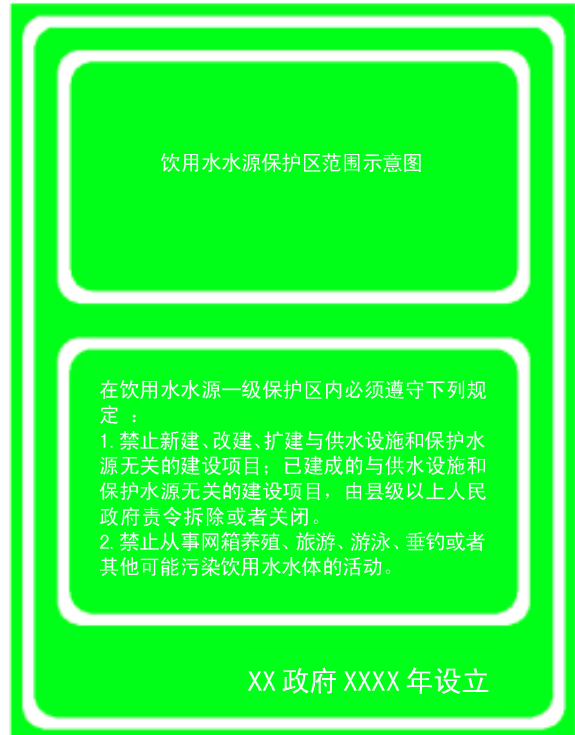 饮用水水源保护区范围示意图
在饮用水水源一级保护区内必须遵守下列规
定 ：
1. 禁止新建、改建、扩建与供水设施和保护水
源无关的建设项目；已建成的与供水设施和
保护水源无关的建设项目，由县级以上人民
政府责令拆除或者关闭。
2. 禁止从事网箱养殖、旅游、游泳、垂钓或者
其他可能污染饮用水水体的活动。
XX 政府 XXXX 年设立